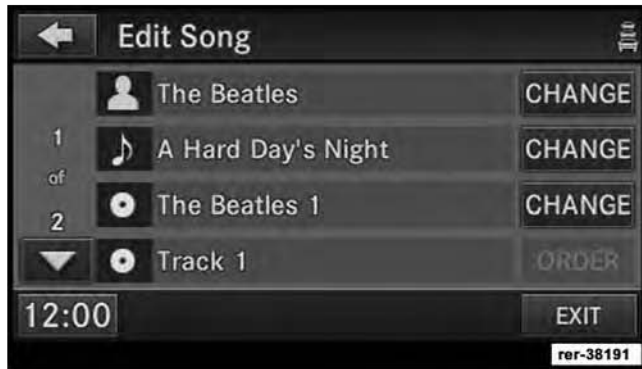 Edit Song
The Beatles CHANGE
1 of 2
A Hard Day's Night CHANGE
The Beatles 1 CHANGE
Track 1 ORDER
12:00 EXIT
rer-38191